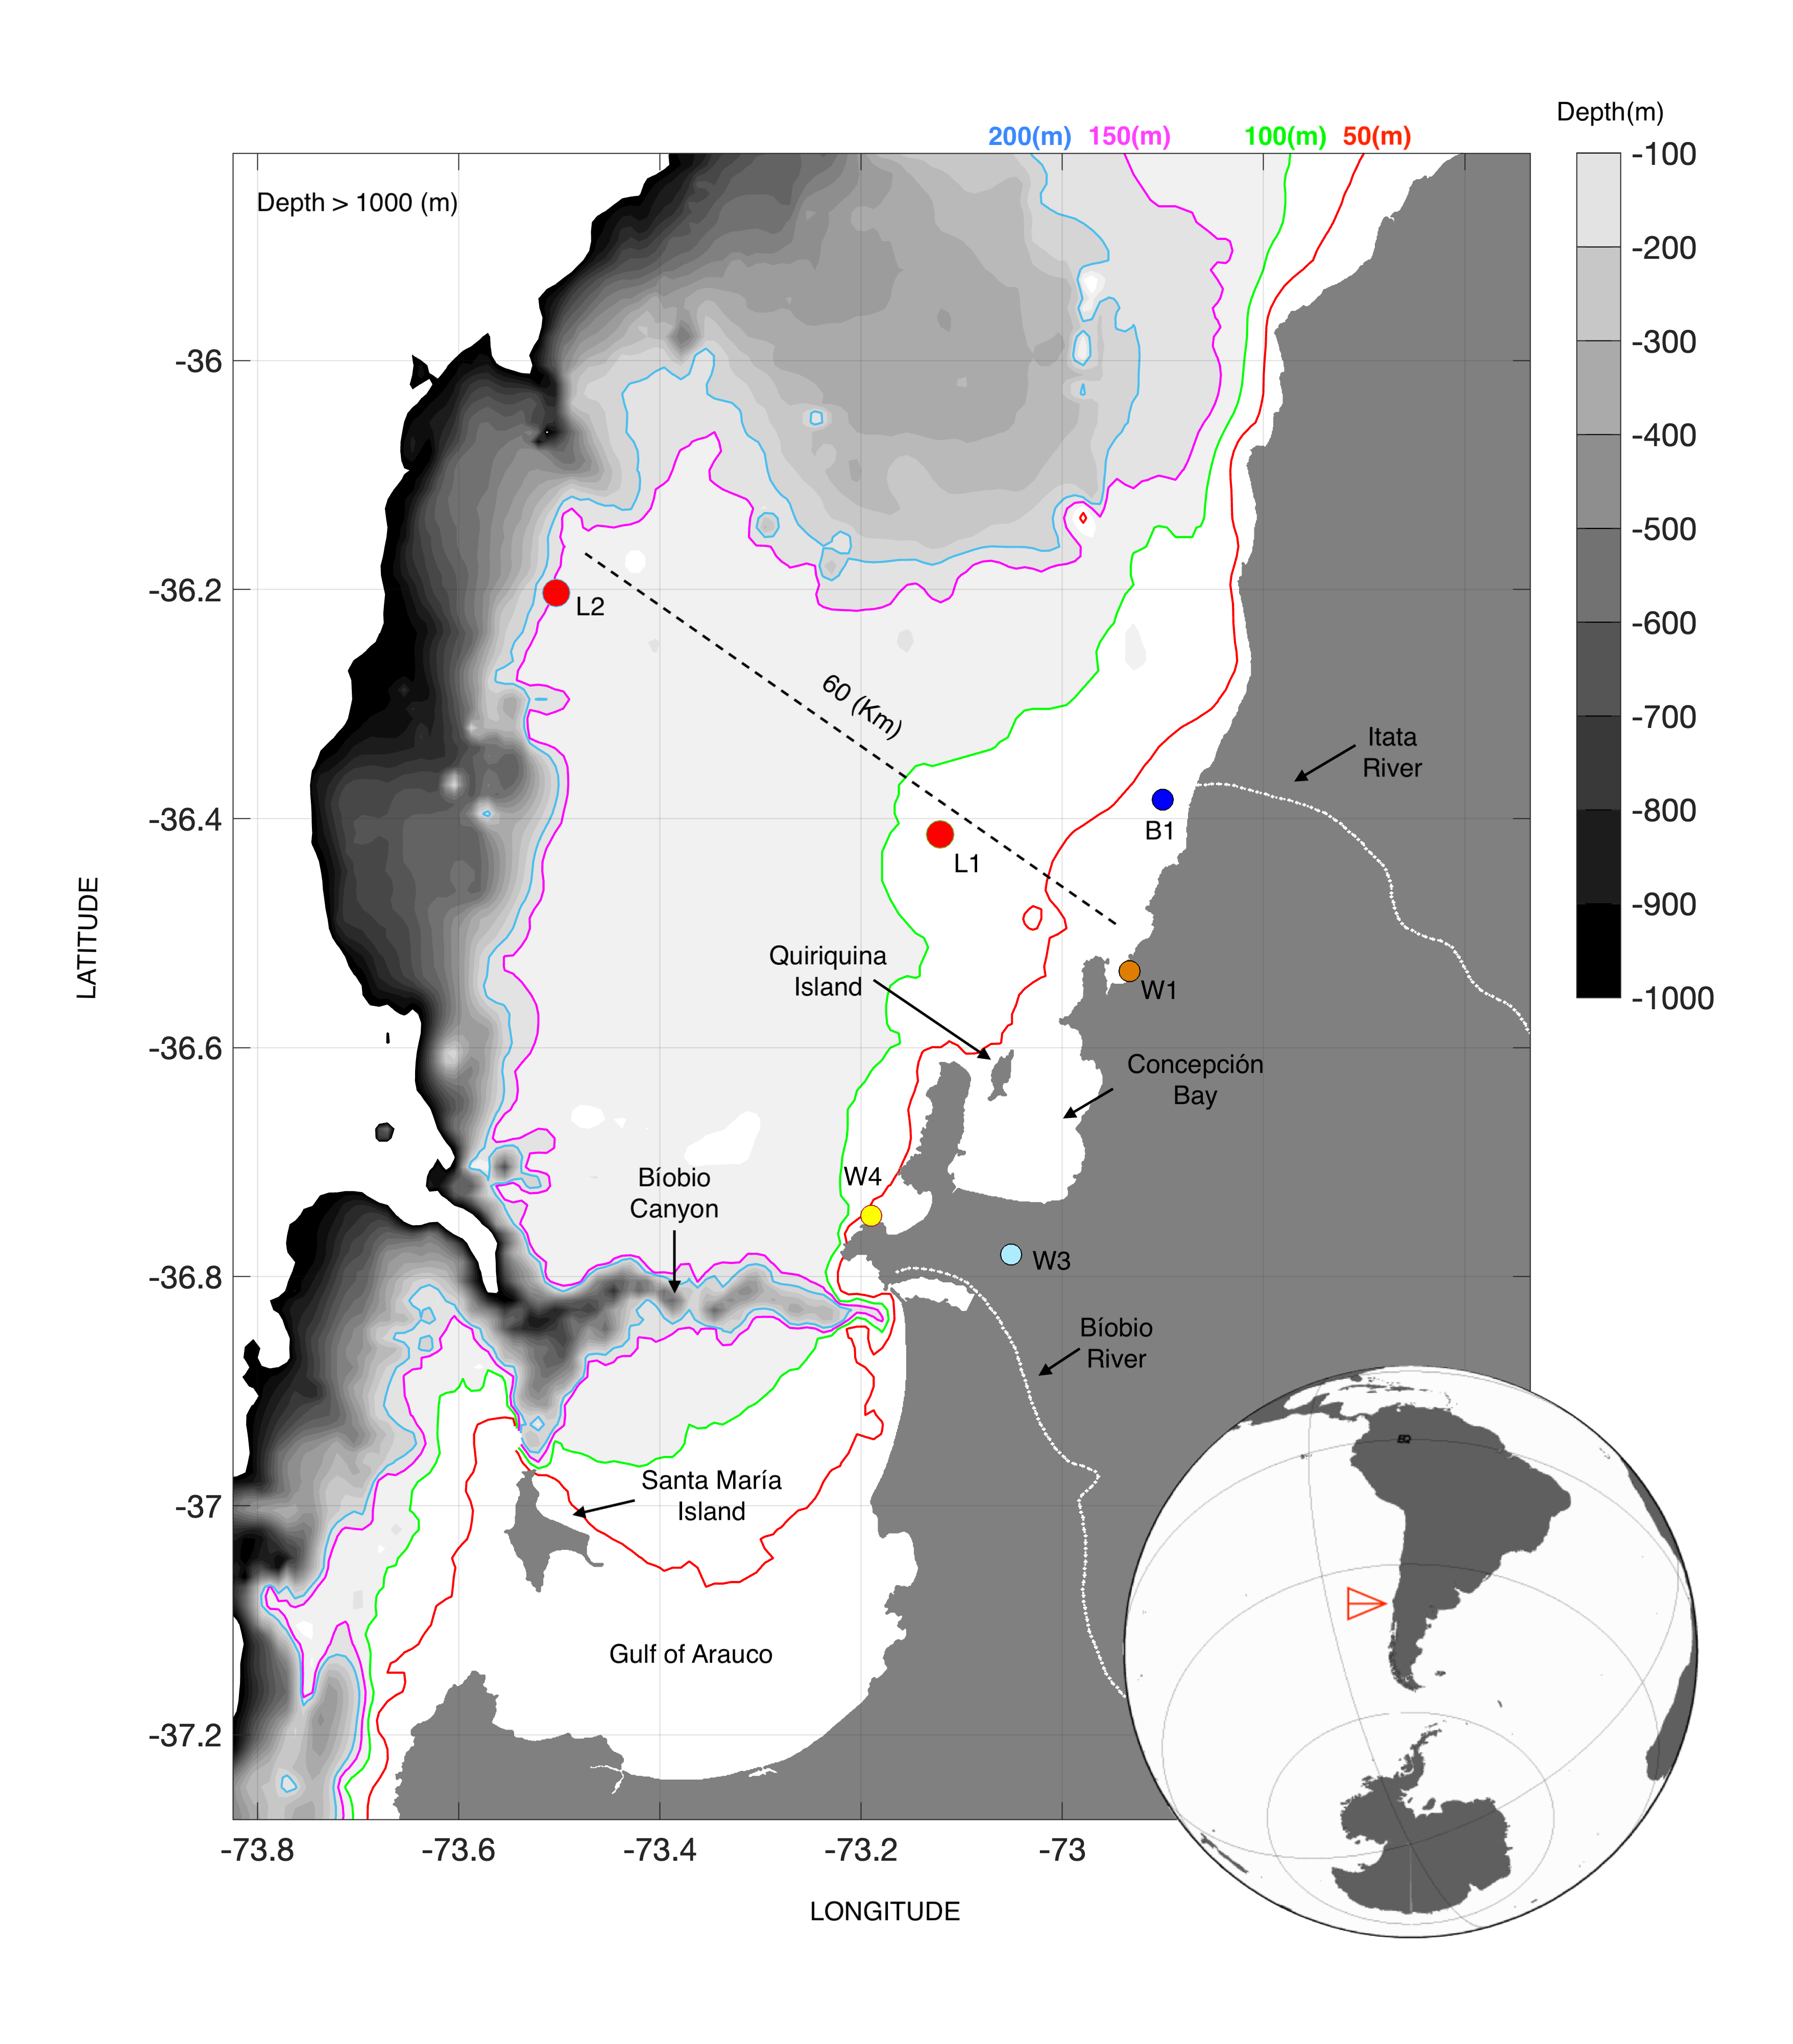 Depth(m)
200(m) 150(m) 100(m) 50(m)
-100
-200
-300
-400
-500
-600
-700
-800
-900
-1000
Depth > 1000 (m)
-36
-36.2
-36.4
-36.6
-36.8
-37
-37.2
LATITUDE
L2
60 (Km)
Itata
River
B1
L1
Quiriquina
Island
W1
Concepción
Bay
W4
Bíobio
Canyon
W3
Bíobio
River
Santa María
Island
Gulf of Arauco
EQ
-73.8
-73.6
-73.4
-73.2
-73
LONGITUDE